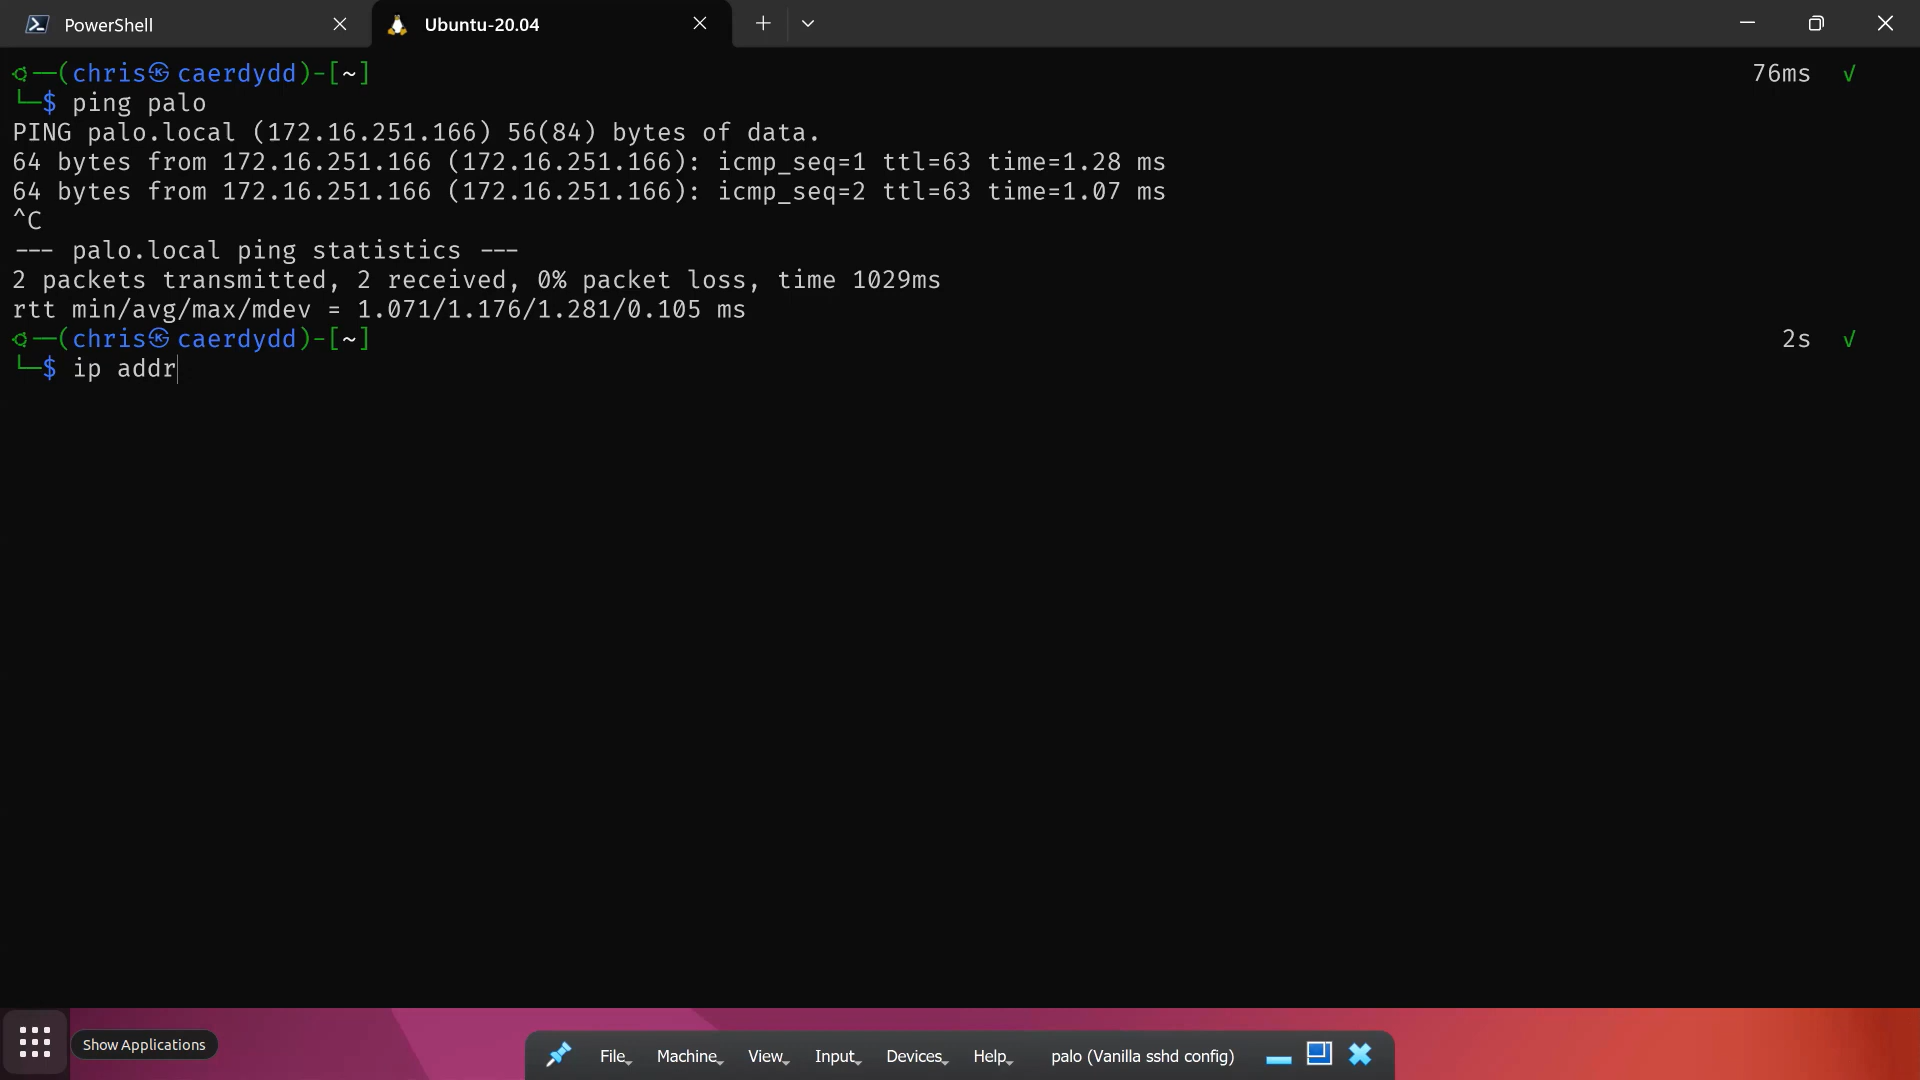 PowerShell
Ubuntu-20.04
(chris㉿caerdydd)-[~] 76ms √
$ ping palo
PING palo.local (172.16.251.166) 56(84) bytes of data.
64 bytes from 172.16.251.166 (172.16.251.166): icmp_seq=1 ttl=63 time=1.28 ms
64 bytes from 172.16.251.166 (172.16.251.166): icmp_seq=2 ttl=63 time=1.07 ms
^C
--- palo.local ping statistics ---
2 packets transmitted, 2 received, 0% packet loss, time 1029ms
rtt min/avg/max/mdev = 1.071/1.176/1.281/0.105 ms
(chris㉿caerdydd)-[~] 2s √
$ ip addr
Show Applications
File Machine View Input Devices Help palo (Vanilla sshd config)